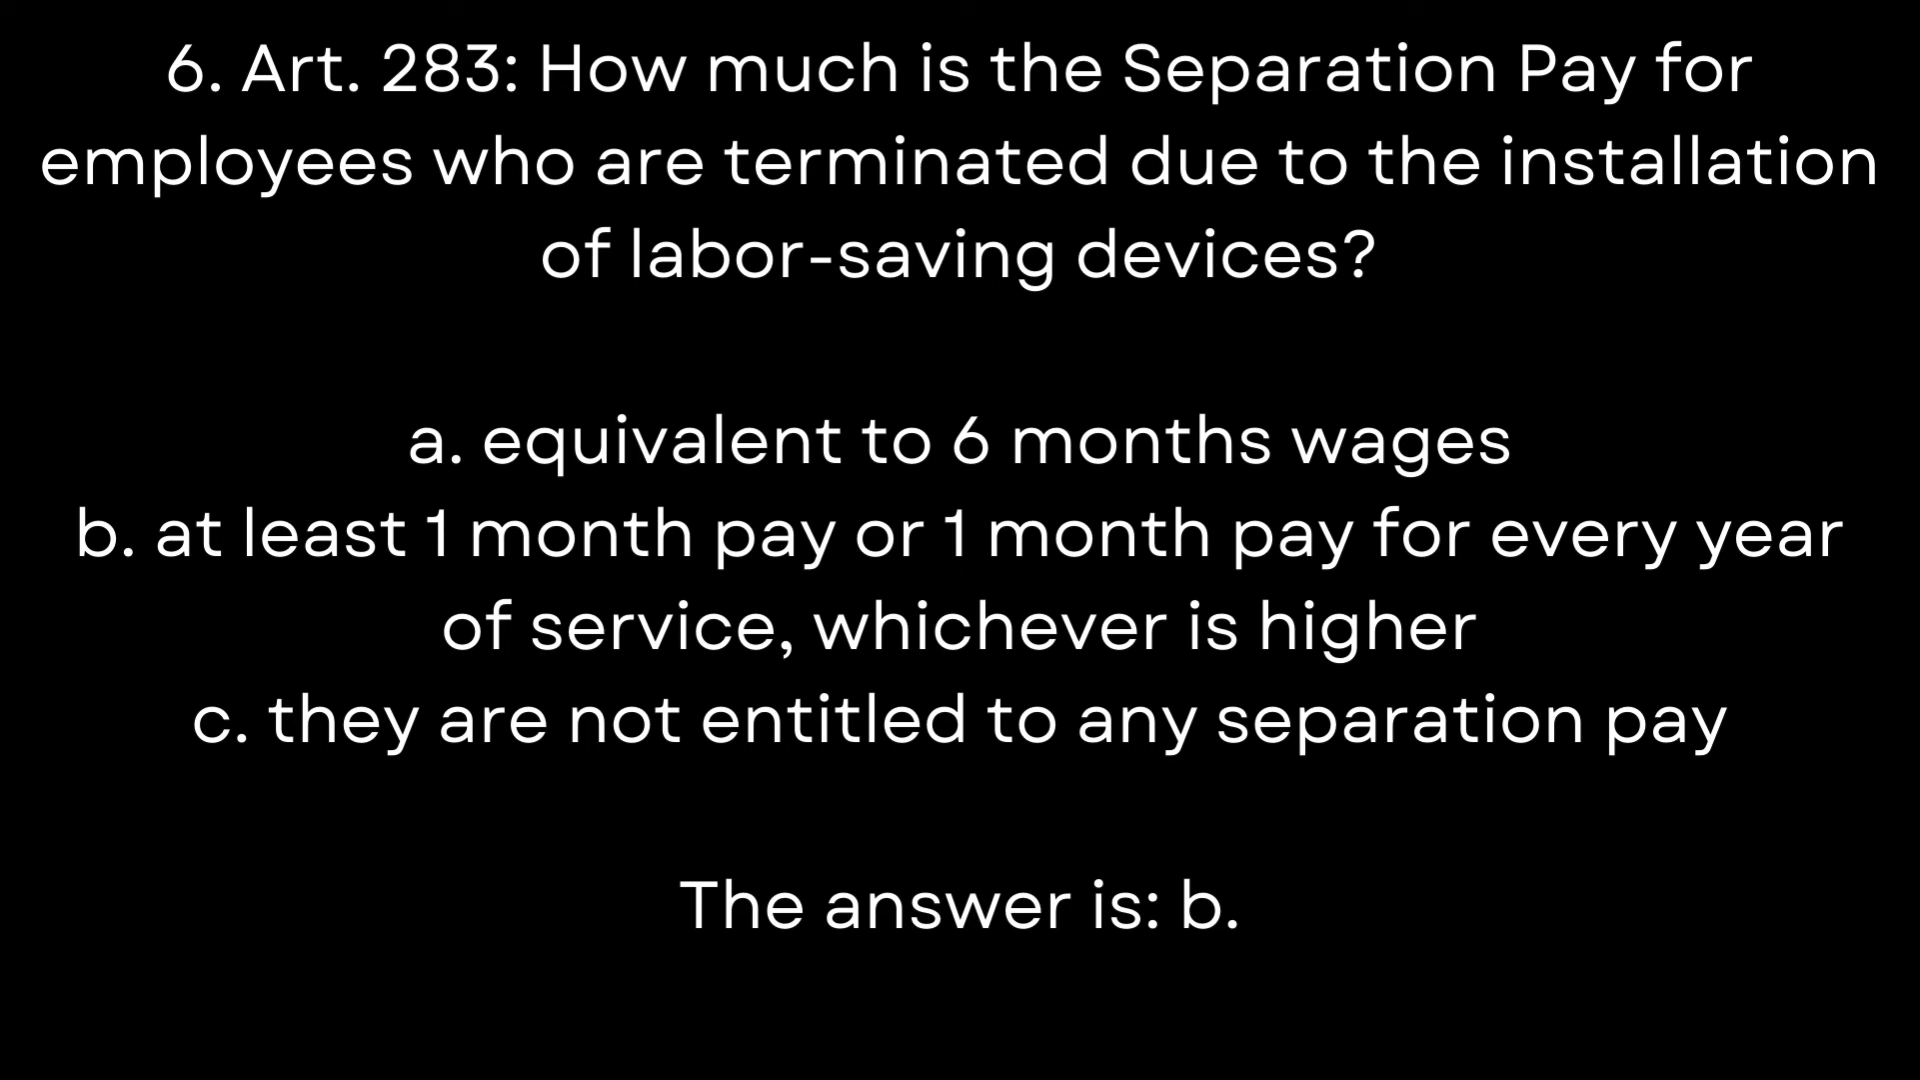 6. Art. 283: How much is the Separation Pay for
employees who are terminated due to the installation
of labor-saving devices?
a. equivalent to 6 months wages
b. at least 1 month pay or 1 month pay for every year
of service, whichever is higher
c. they are not entitled to any separation pay
The answer is: b.